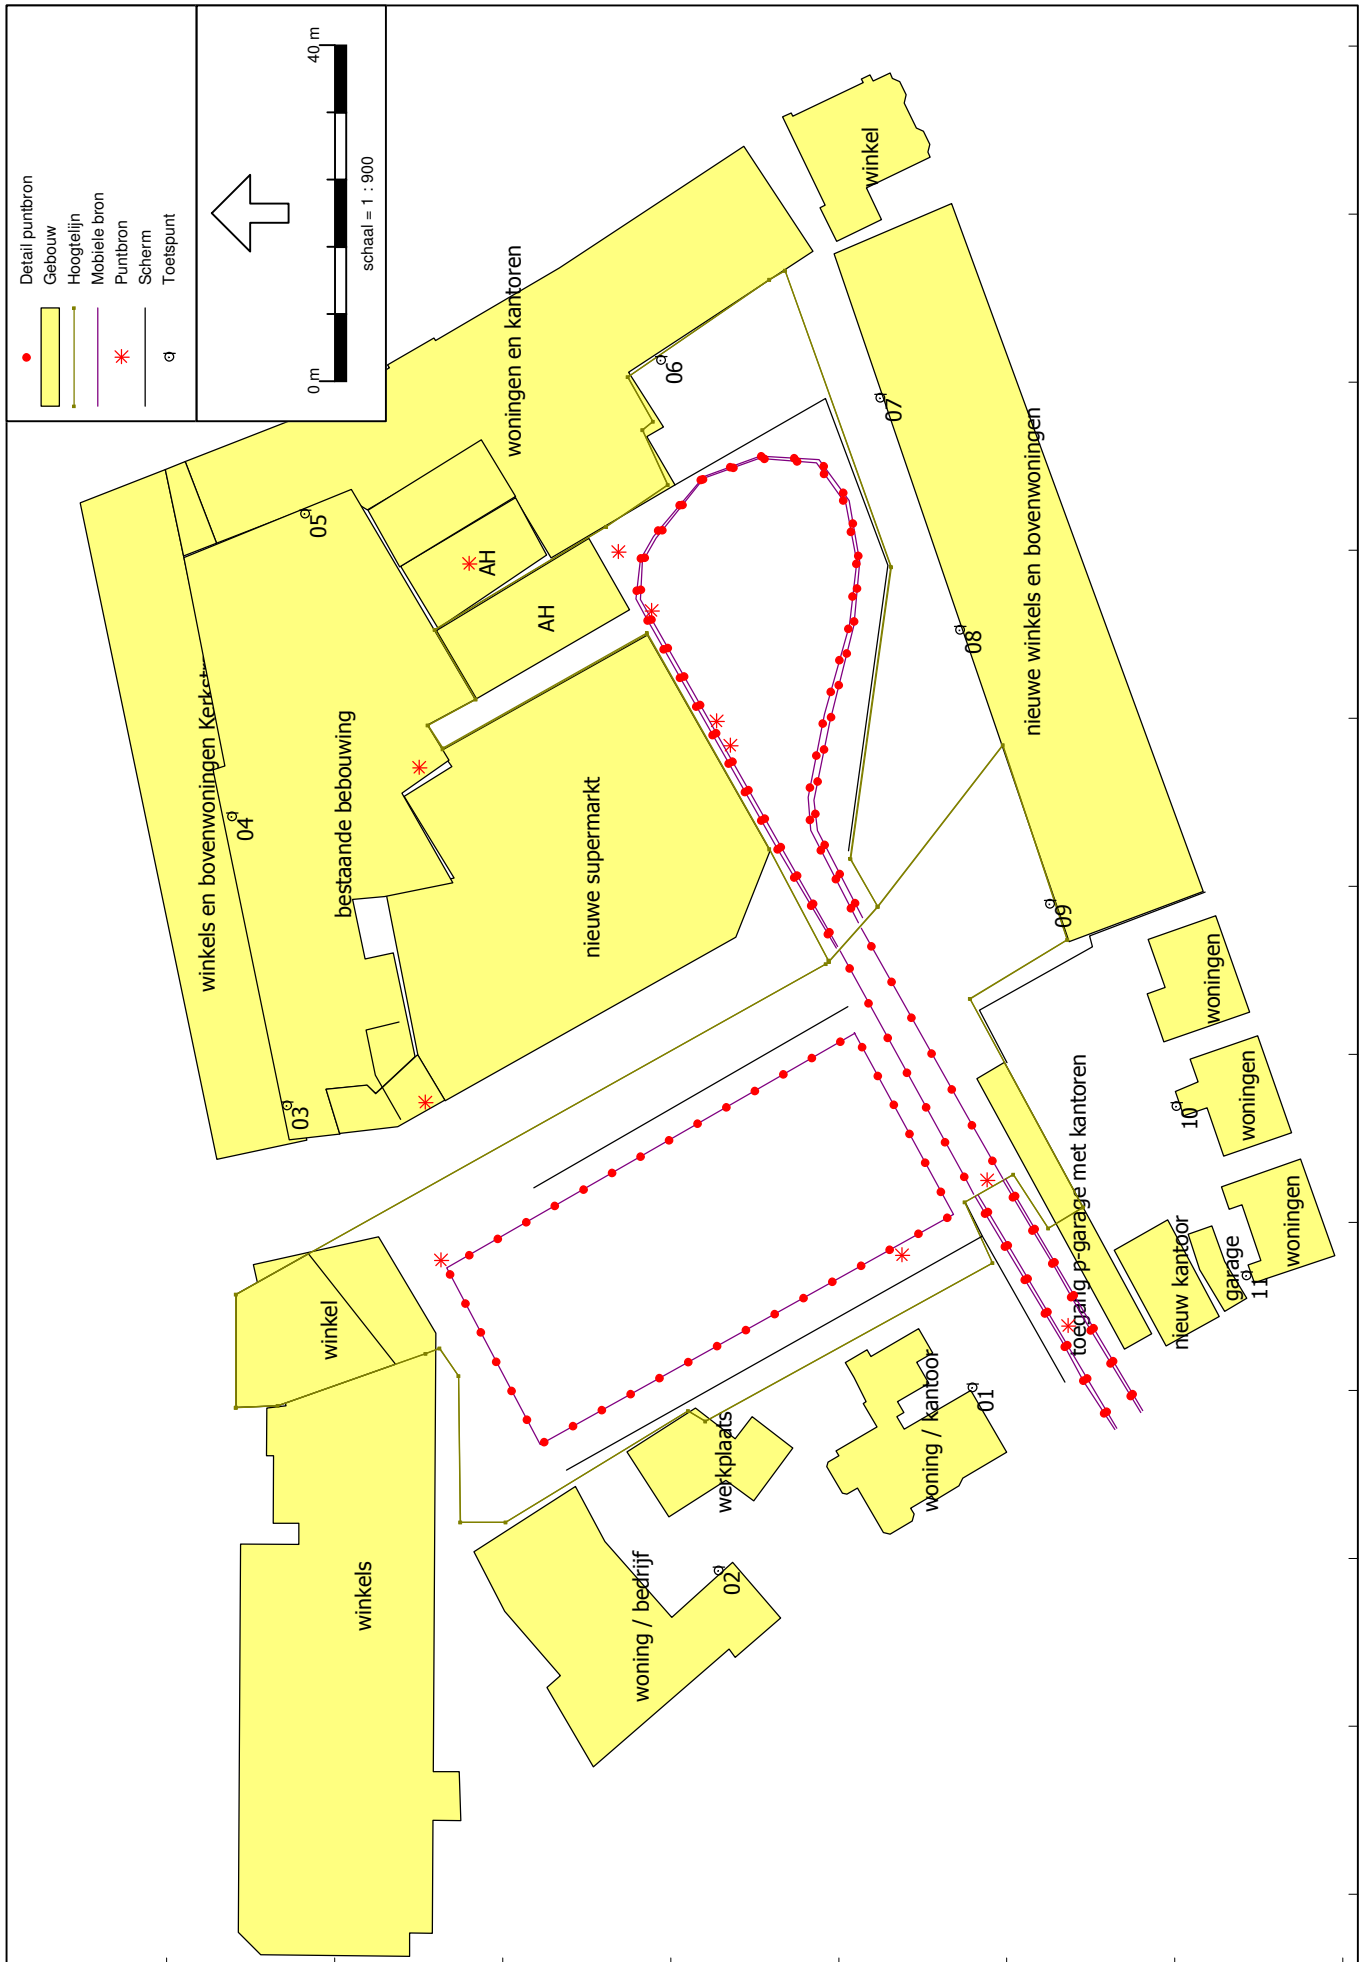 Detail puntbron
Gebouw
Hoogtelijn
Mobiele bron
Puntbron
Scherm
Toetspunt
0 m
40 m
schaal = 1 : 900
winkels en bovenwoningen
bestaande bebouwing
nieuwe supermarkt
AH
AH
woningen en kantoren
winkel
nieuwe winkels en bovenwoningen
woningen
woningen
woningen
toegang p-garage met kantoren
nieuw kantoor
garage
winkel
winkels
werkplaats
woning / kantoor
woning / bedrijf
01
02
03
04
05
06
07
08
09
10
11